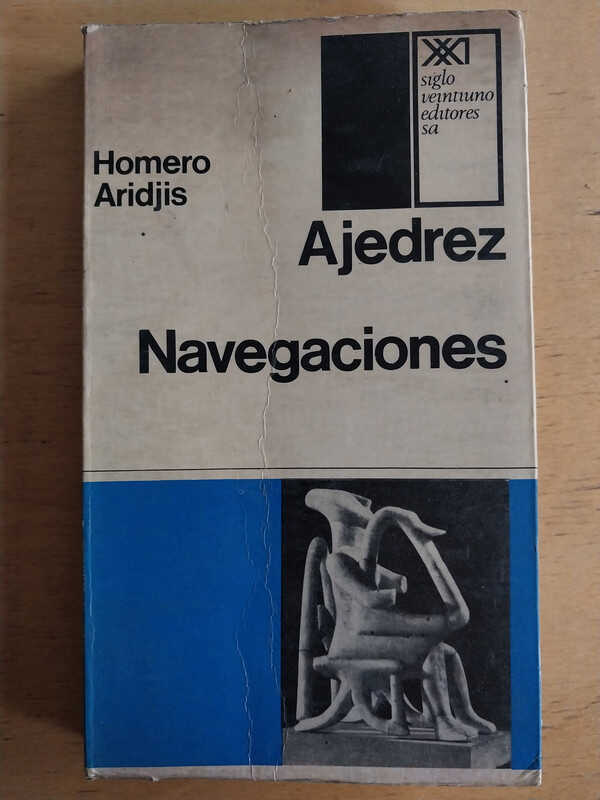 XXI
siglo
veintiuno
editores
sa
Homero
Aridjis
Ajedrez
Navegaciones